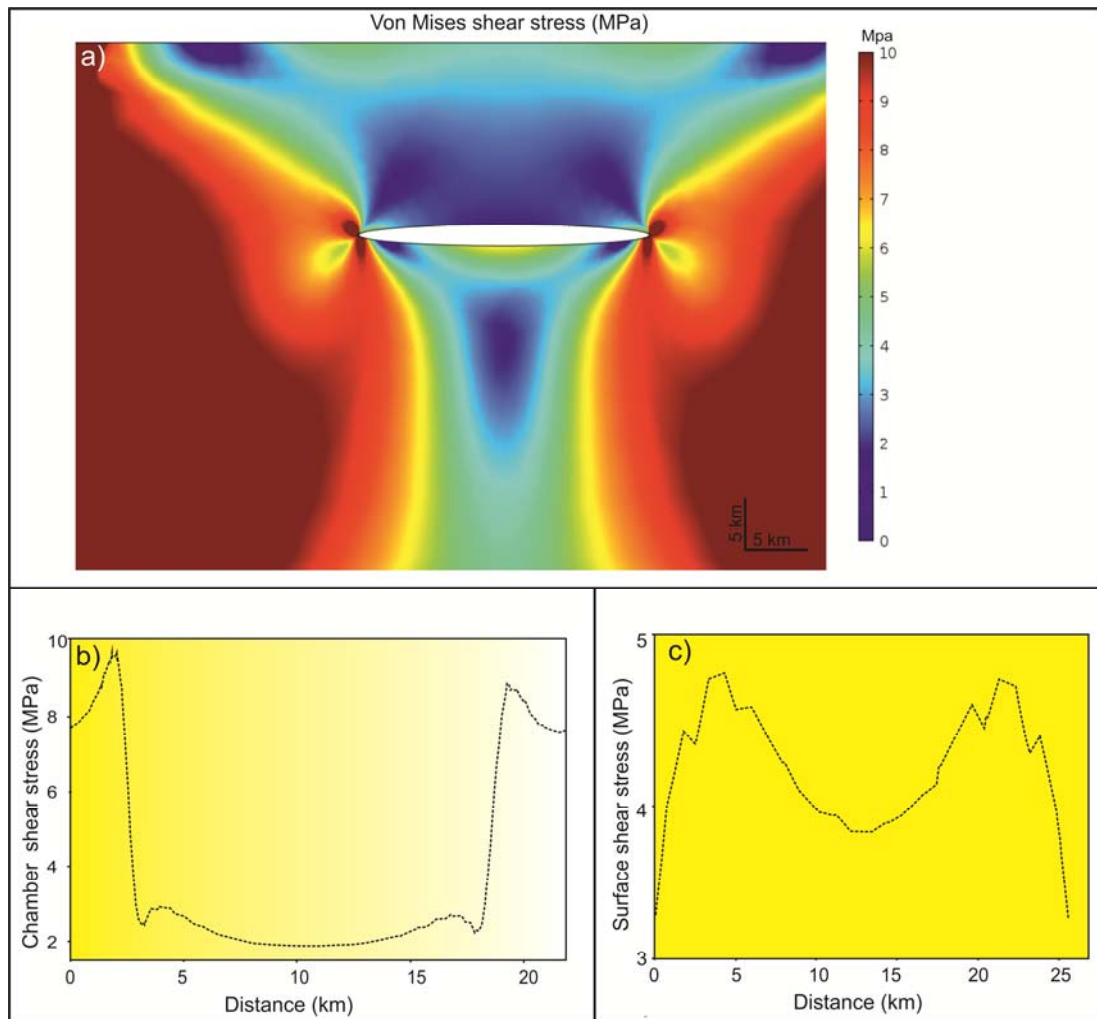 Von Mises shear stress (MPa)
a)
Mpa
10
9
8
7
6
5
4
3
2
1
0
5 km
5 km
b)
Chamber shear stress (MPa)
10
8
6
4
2
0
5
10
15
20
Distance (km)
c)
Surface shear stress (MPa)
5
4
3
0
5
10
15
20
25
Distance (km)